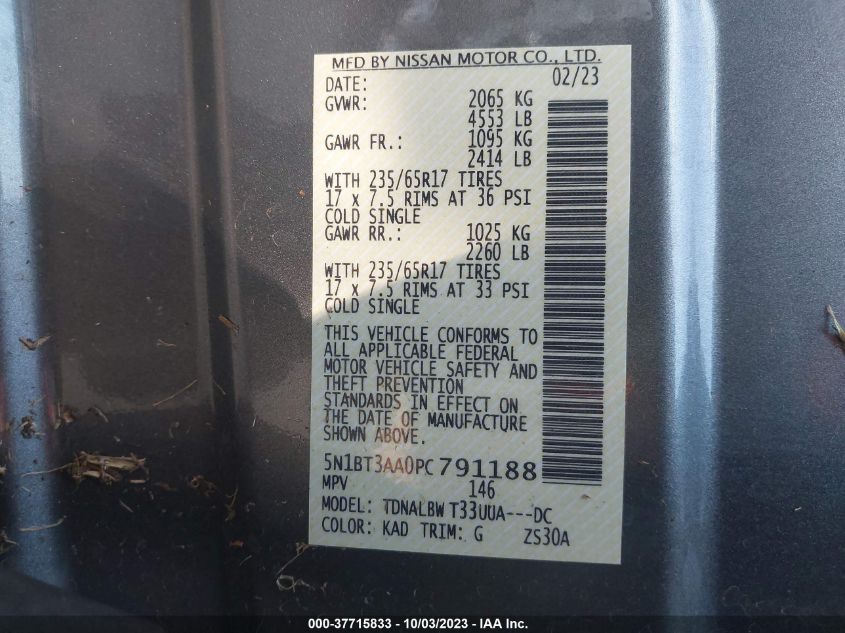 MFD BY NISSAN MOTOR CO., LTD.
DATE: 02/23
GVWR: 2065 KG
4553 LB
GAWR FR.: 1095 KG
2414 LB
WITH 235/65R17 TIRES
17 x 7.5 RIMS AT 36 PSI
COLD SINGLE
GAWR RR.: 1025 KG
2260 LB
WITH 235/65R17 TIRES
17 x 7.5 RIMS AT 33 PSI
COLD SINGLE
THIS VEHICLE CONFORMS TO
ALL APPLICABLE FEDERAL
MOTOR VEHICLE SAFETY AND
THEFT PREVENTION
STANDARDS IN EFFECT ON
THE DATE OF MANUFACTURE
SHOWN ABOVE.
5N1BT3AA0PC791188
MPV 146
MODEL: TDNALBW T33UUA---DC
COLOR: KAD TRIM: G ZS30A
000-37715833 - 10/03/2023 - IAA Inc.